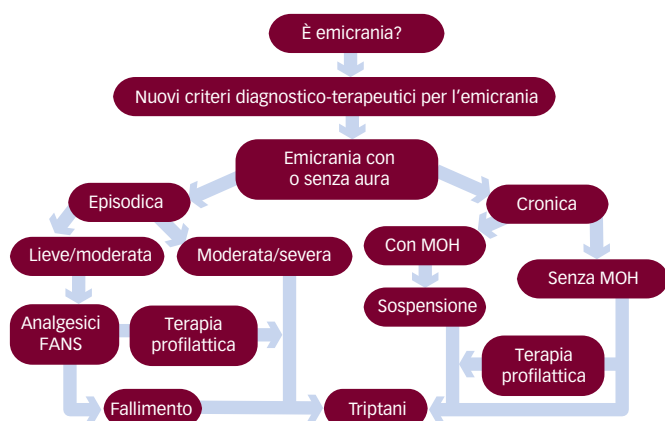 È emicrania?
Nuovi criteri diagnostico-terapeutici per l'emicrania
Emicrania con
o senza aura
Episodica
Cronica
Lieve/moderata
Moderata/severa
Con MOH
Senza MOH
Analgesici
FANS
Terapia
profilattica
Sospensione
Terapia
profilattica
Fallimento
Triptani